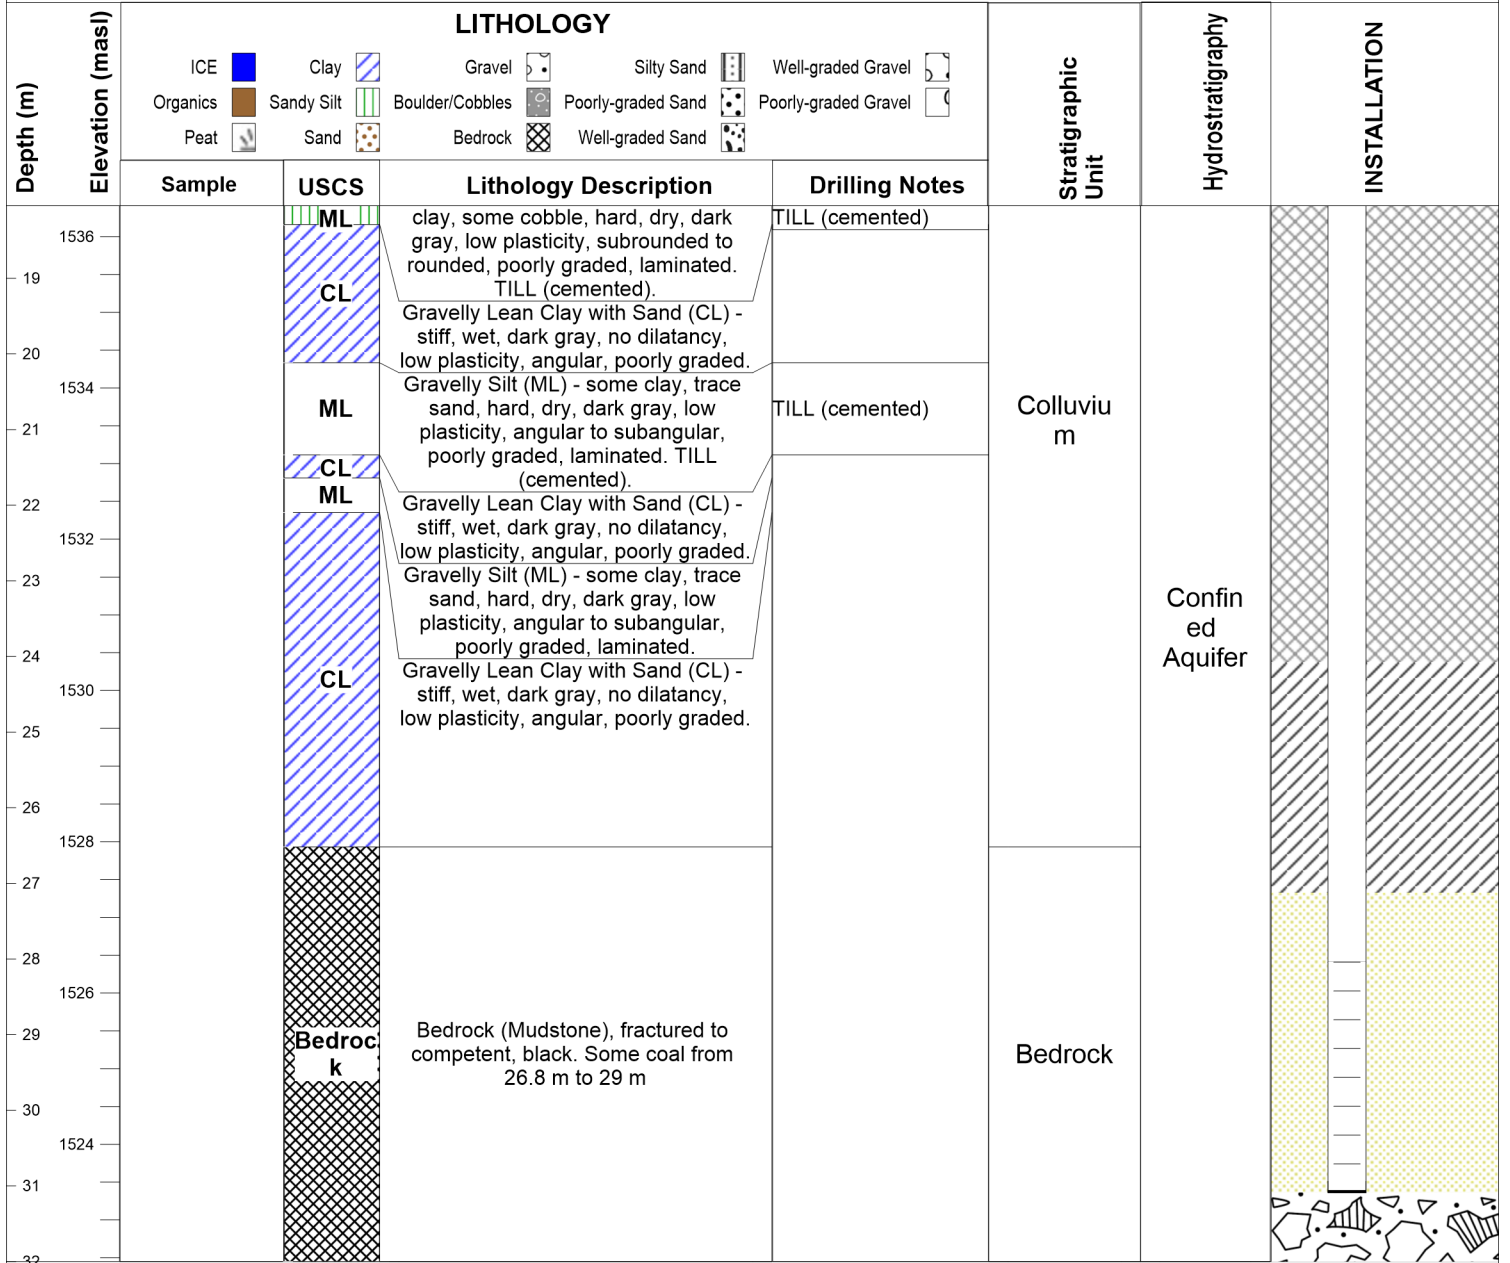 LITHOLOGY
ICE Clay Gravel Silty Sand Well-graded Gravel
Organics Sandy Silt Boulder/Cobbles Poorly-graded Sand Poorly-graded Gravel
Peat Sand Bedrock Well-graded Sand
Depth (m)
Elevation (masl)
Sample
USCS
Lithology Description
Drilling Notes
Stratigraphic
Unit
Hydrostratigraphy
INSTALLATION
19
20
21
22
23
24
25
26
27
28
29
30
31
32
1536
1534
1532
1530
1528
1526
1524
ML
CL
ML
CL
ML
CL
Bedroc
k
clay, some cobble, hard, dry, dark
gray, low plasticity, subrounded to
rounded, poorly graded, laminated.
TILL (cemented).
Gravelly Lean Clay with Sand (CL) -
stiff, wet, dark gray, no dilatancy,
low plasticity, angular, poorly graded.
Gravelly Silt (ML) - some clay, trace
sand, hard, dry, dark gray, low
plasticity, angular to subangular,
poorly graded, laminated. TILL
(cemented).
Gravelly Lean Clay with Sand (CL) -
stiff, wet, dark gray, no dilatancy,
low plasticity, angular, poorly graded.
Gravelly Silt (ML) - some clay, trace
sand, hard, dry, dark gray, low
plasticity, angular to subangular,
poorly graded, laminated.
Gravelly Lean Clay with Sand (CL) -
stiff, wet, dark gray, no dilatancy,
low plasticity, angular, poorly graded.
Bedrock (Mudstone), fractured to
competent, black. Some coal from
26.8 m to 29 m
TILL (cemented)
TILL (cemented)
Colluviu
m
Bedrock
Confin
ed
Aquifer